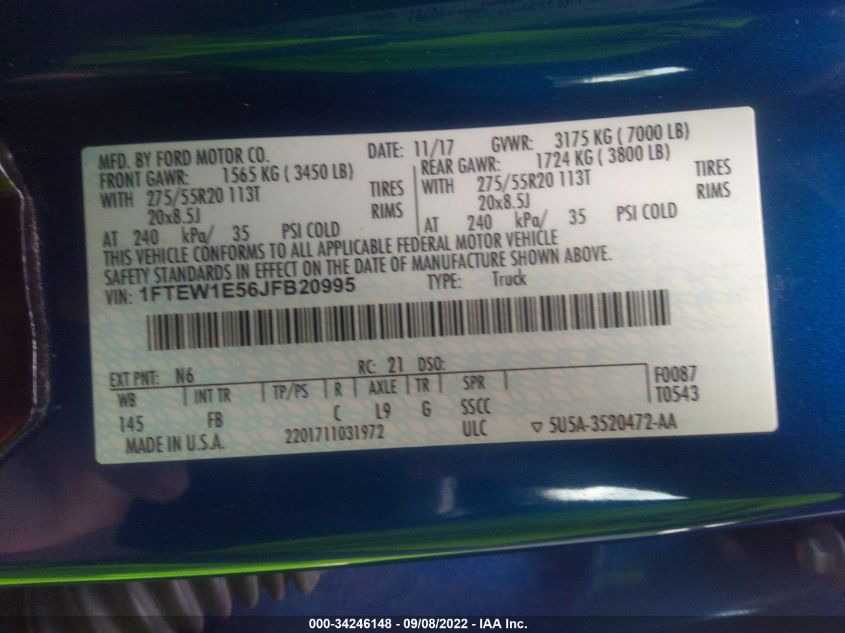 MFD. BY FORD MOTOR CO. DATE: 11/17 GVWR: 3175 KG ( 7000 LB)
FRONT GAWR: 1565 KG ( 3450 LB) REAR GAWR: 1724 KG ( 3800 LB)
WITH 275/55R20 113T TIRES WITH 275/55R20 113T TIRES
20x8.5J RIMS 20x8.5J RIMS
AT 240 kPa/ 35 PSI COLD AT 240 kPa/ 35 PSI COLD
THIS VEHICLE CONFORMS TO ALL APPLICABLE FEDERAL MOTOR VEHICLE
SAFETY STANDARDS IN EFFECT ON THE DATE OF MANUFACTURE SHOWN ABOVE.
VIN: 1FTEW1E56JFB20995 TYPE: Truck
EXT PNT: N6 RC: 21 DSO: F0087
WB INT TR TP/PS R AXLE TR SPR T0543
145 FB C L9 G SSCC
MADE IN U.S.A. 2201711031972 ULC ▽ 5U5A-3520472-AA
000-34246148 - 09/08/2022 - IAA Inc.